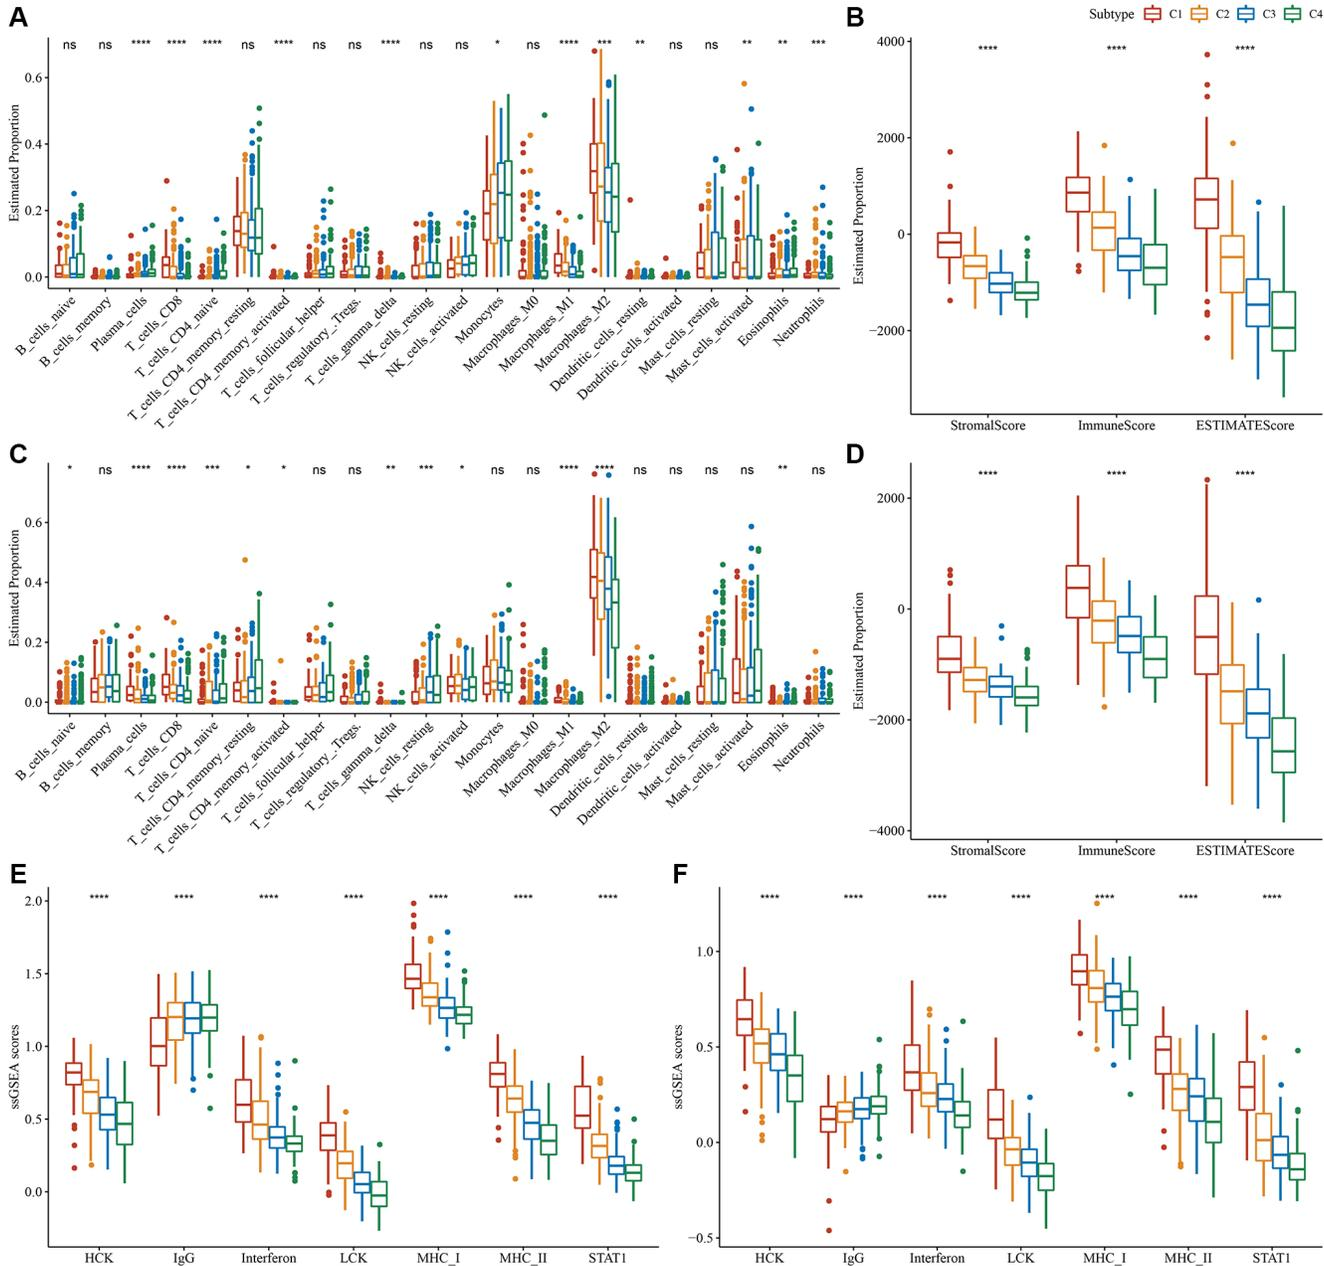 A
B
Subtype C1 C2 C3 C4
ns ns **** **** **** ns **** ns ns **** ns ns * ns **** *** ** ns ns ** ** ***
Estimated Proportion
0.6
0.4
0.2
0.0
B_cells_naive
B_cells_memory
Plasma_cells
T_cells_CD8
T_cells_CD4_naive
T_cells_CD4_memory_resting
T_cells_CD4_memory_activated
T_cells_follicular_helper
T_cells_regulatory_.Tregs.
T_cells_gamma_delta
NK_cells_resting
NK_cells_activated
Monocytes
Macrophages_M0
Macrophages_M1
Macrophages_M2
Dendritic_cells_resting
Dendritic_cells_activated
Mast_cells_resting
Mast_cells_activated
Eosinophils
Neutrophils
**** **** ****
Estimated Proportion
4000
2000
0
−2000
StromalScore ImmuneScore ESTIMATEScore
C
D
* ns **** **** *** * * ns ns ** *** * ns ns **** **** ns ns ns ns ** ns
Estimated Proportion
0.6
0.4
0.2
0.0
B_cells_naive
B_cells_memory
Plasma_cells
T_cells_CD8
T_cells_CD4_naive
T_cells_CD4_memory_resting
T_cells_CD4_memory_activated
T_cells_follicular_helper
T_cells_regulatory_.Tregs.
T_cells_gamma_delta
NK_cells_resting
NK_cells_activated
Monocytes
Macrophages_M0
Macrophages_M1
Macrophages_M2
Dendritic_cells_resting
Dendritic_cells_activated
Mast_cells_resting
Mast_cells_activated
Eosinophils
Neutrophils
**** **** ****
Estimated Proportion
2000
0
−2000
−4000
StromalScore ImmuneScore ESTIMATEScore
E
F
**** **** **** **** **** **** ****
ssGSEA scores
2.0
1.5
1.0
0.5
0.0
HCK IgG Interferon LCK MHC_I MHC_II STAT1
**** **** **** **** **** **** ****
ssGSEA scores
1.0
0.5
0.0
−0.5
HCK IgG Interferon LCK MHC_I MHC_II STAT1